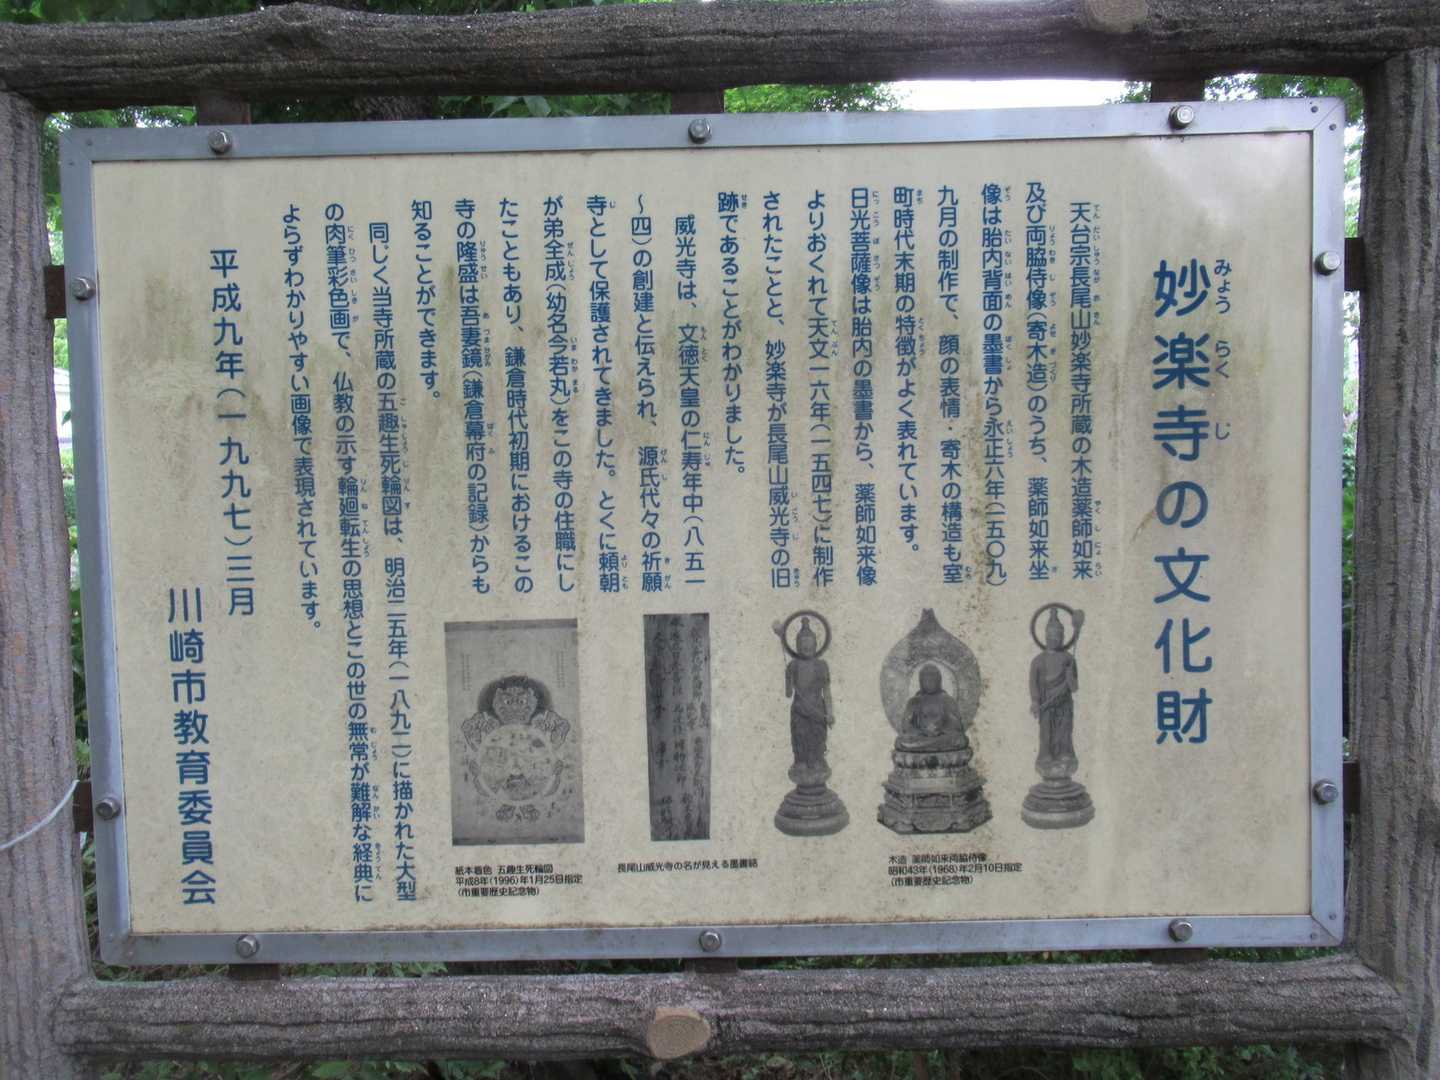 妙楽寺の文化財
天台宗長尾山妙楽寺所蔵の木造薬師如来
及び両脇侍像（寄木造）のうち、薬師如来坐
像は胎内背面の墨書から永正六年（一五〇九）
九月の制作で、顔の表情・寄木の構造も室
町時代末期の特徴がよく表れています。
日光菩薩像は胎内の墨書から、薬師如来像
よりおくれて天文一六年（一五四七）に制作
されたことと、妙楽寺が長尾山威光寺の旧
跡であることがわかりました。
威光寺は、文徳天皇の仁寿年中（八五一
～四）の創建と伝えられ、源氏代々の祈願
寺として保護されてきました。とくに頼朝
が弟全成（幼名今若丸）をこの寺の住職にし
たこともあり、鎌倉時代初期におけるこの
寺の隆盛は吾妻鏡（鎌倉幕府の記録）からも
知ることができます。
同じく当寺所蔵の五趣生死輪図は、明治二五年（一八九二）に描かれた大型
の肉筆彩色画で、仏教の示す輪廻転生の思想とこの世の無常が難解な経典に
よらずわかりやすい画像で表現されています。
平成九年（一九九七）三月
川崎市教育委員会
木造 薬師如来両脇侍像
昭和43年（1968）年2月10日指定
（市重要歴史記念物）
長尾山威光寺の名が見える墨書銘
紙本着色 五趣生死輪図
平成8年（1996）年1月25日指定
（市重要歴史記念物）